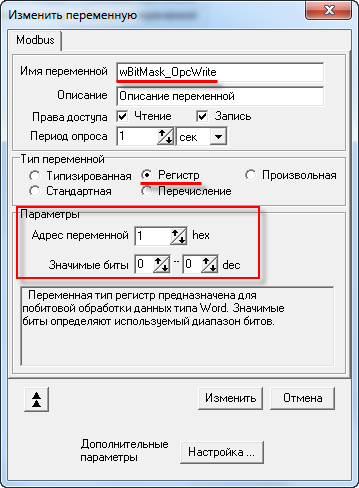 Изменить переменную
Modbus
Имя переменной wBitMask_OpcWrite
Описание Описание переменной
Права доступа Чтение Запись
Период опроса 1 сек
Тип переменной
Типизированная Регистр Произвольная
Стандартная Перечисление
Параметры
Адрес переменной 1 hex
Значимые биты 0 -- 0 dec
Переменная тип регистр предназначена для
побитовой обработки данных типа Word. Значимые
биты определяют используемый диапазон битов.
Изменить Отмена
Дополнительные
параметры Настройка ...